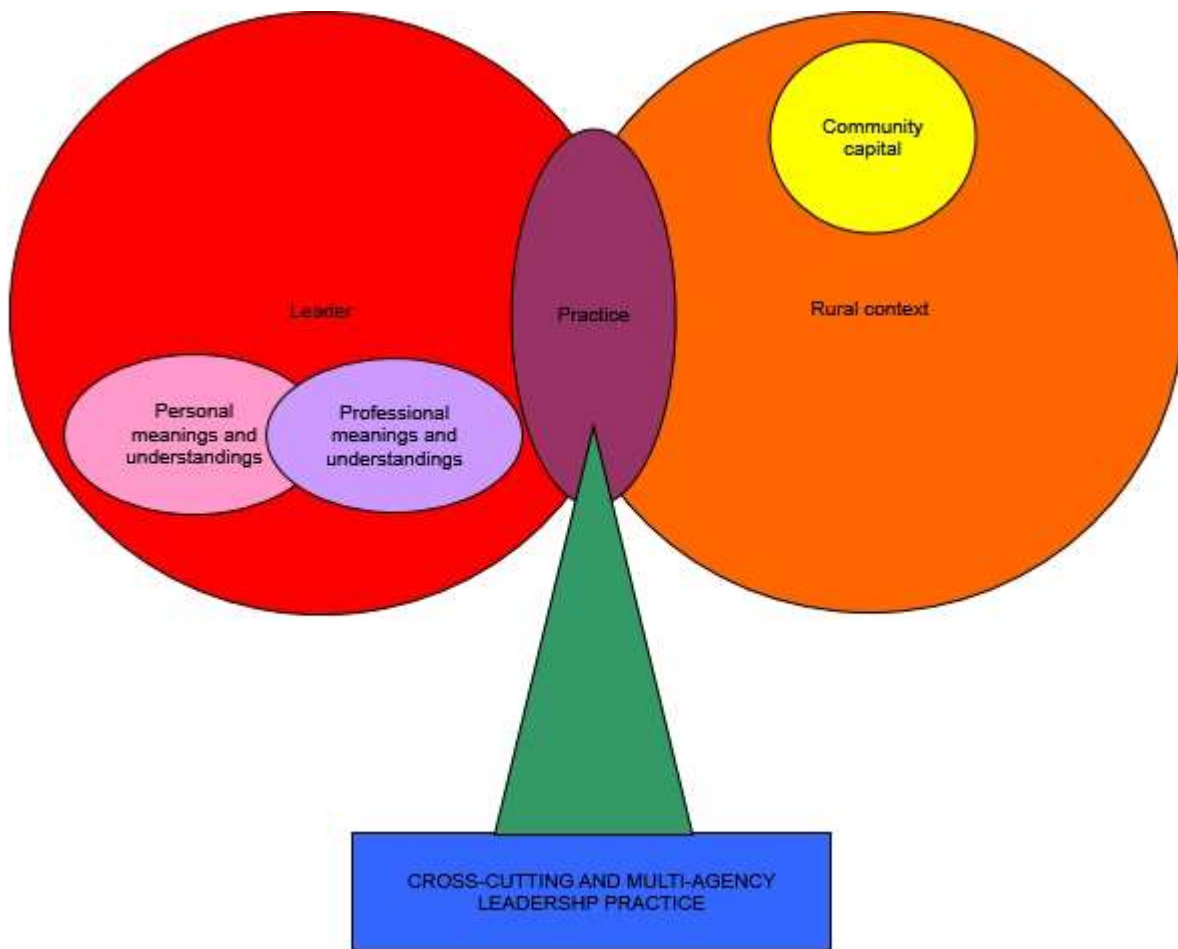 Community
capital
Leader
Practice
Rural context
Personal
meanings and
understandings
Professional
meanings and
understandings
CROSS-CUTTING AND MULTI-AGENCY
LEADERSHP PRACTICE